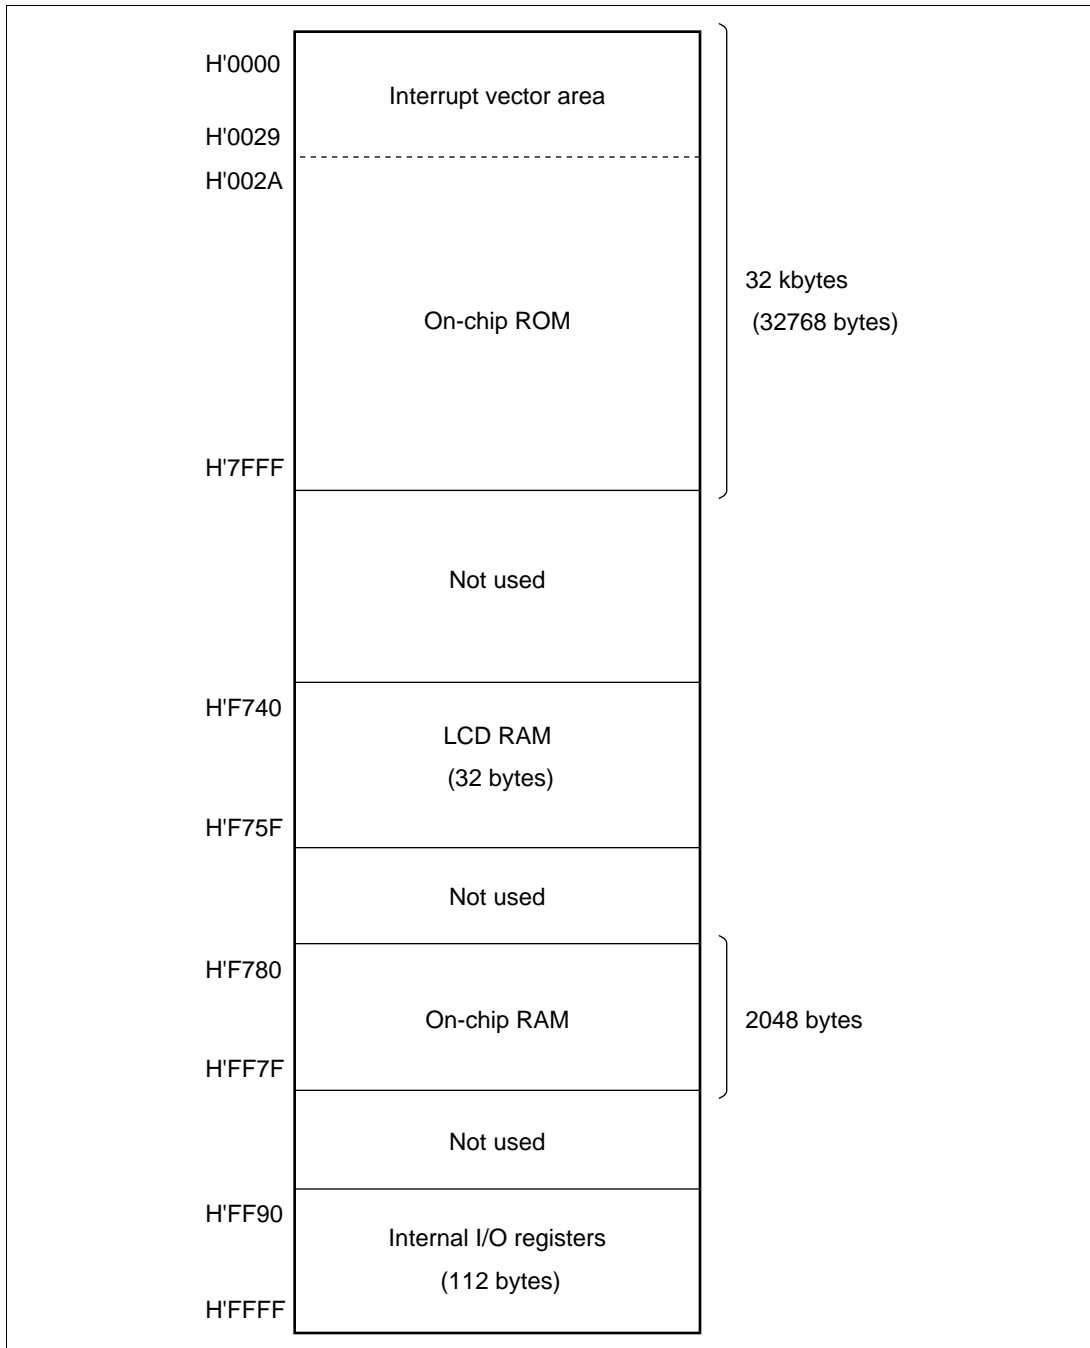 H'0000
Interrupt vector area
H'0029
H'002A
32 kbytes
On-chip ROM
(32768 bytes)
H'7FFF
Not used
H'F740
LCD RAM
(32 bytes)
H'F75F
Not used
H'F780
On-chip RAM
2048 bytes
H'FF7F
Not used
H'FF90
Internal I/O registers
(112 bytes)
H'FFFF